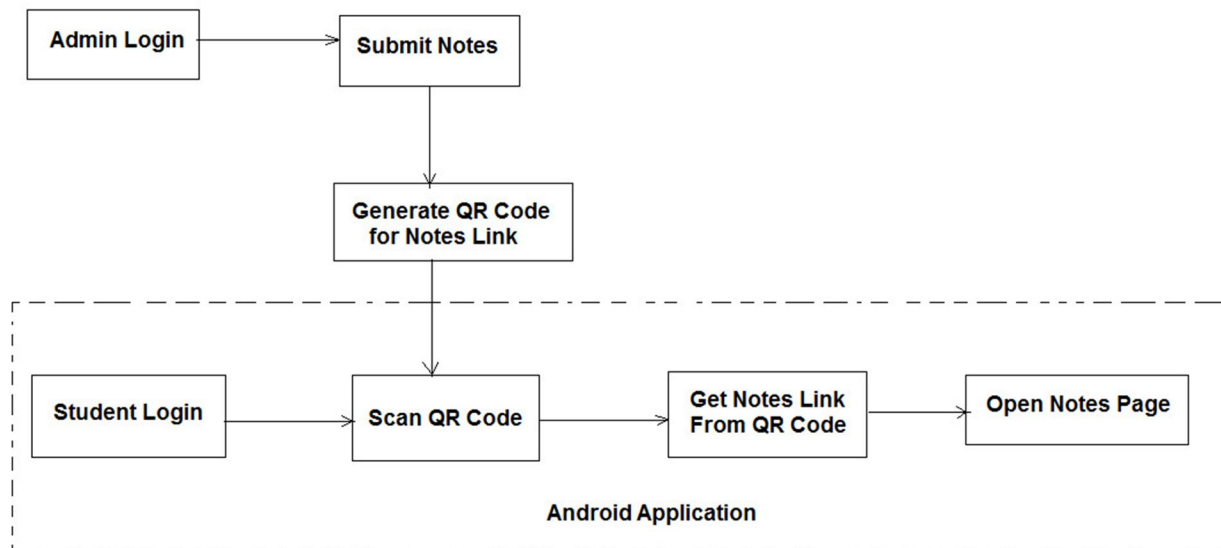 Admin Login
Submit Notes
Generate QR Code
for Notes Link
Student Login
Scan QR Code
Get Notes Link
From QR Code
Open Notes Page
Android Application